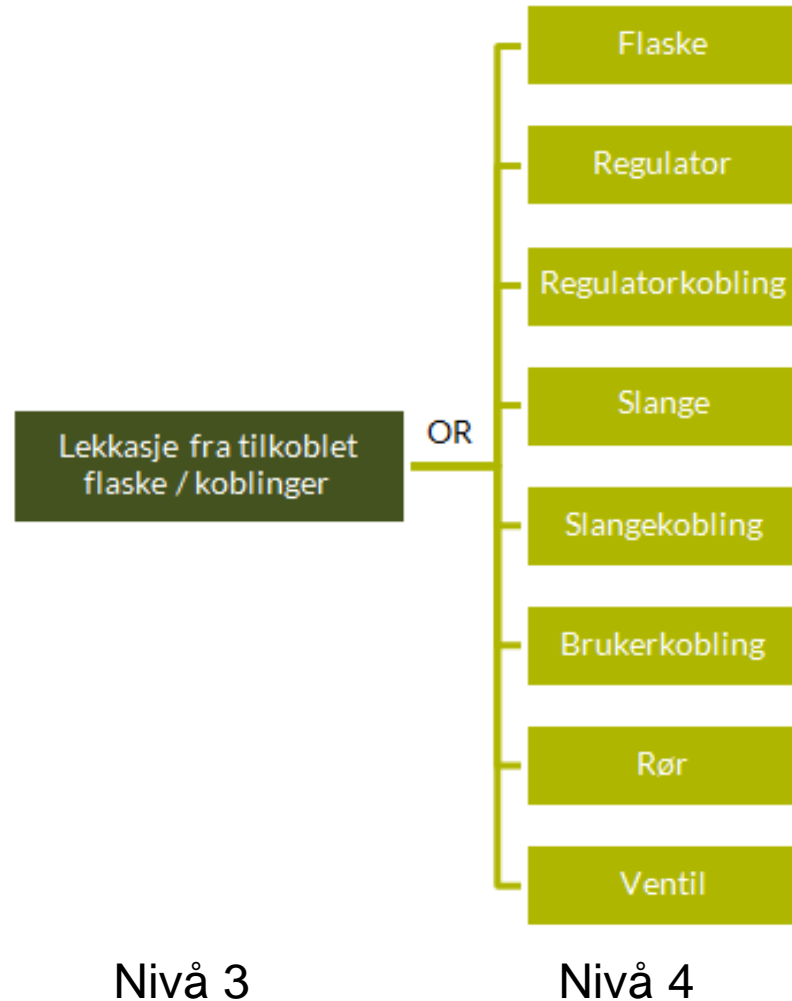 Flaske
Regulator
Regulatorkobling
Slange
Lekkasje fra tilkoblet
flaske / koblinger
OR
Slangekobling
Brukerkobling
Rør
Ventil
Nivå 3
Nivå 4